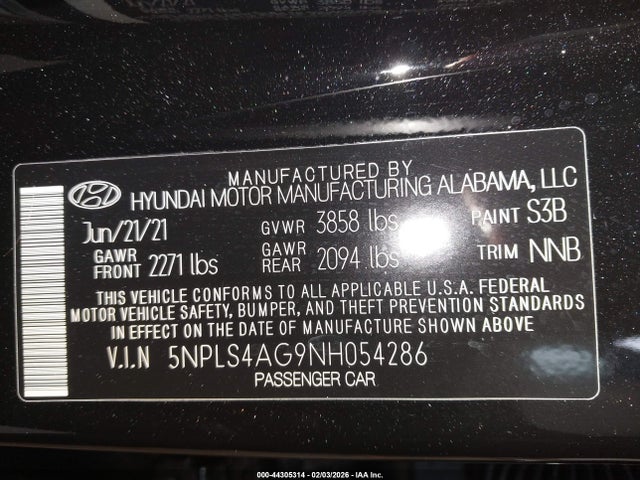 MANUFACTURED BY
HYUNDAI MOTOR MANUFACTURING ALABAMA, LLC
Jun/21/21 GVWR 3858 lbs PAINT S3B
GAWR FRONT 2271 lbs GAWR REAR 2094 lbs TRIM NNB
THIS VEHICLE CONFORMS TO ALL APPLICABLE U.S.A. FEDERAL
MOTOR VEHICLE SAFETY, BUMPER, AND THEFT PREVENTION STANDARDS
IN EFFECT ON THE DATE OF MANUFACTURE SHOWN ABOVE
V.I.N 5NPLS4AG9NH054286
PASSENGER CAR
000-44305314 - 02/03/2026 - IAA Inc.